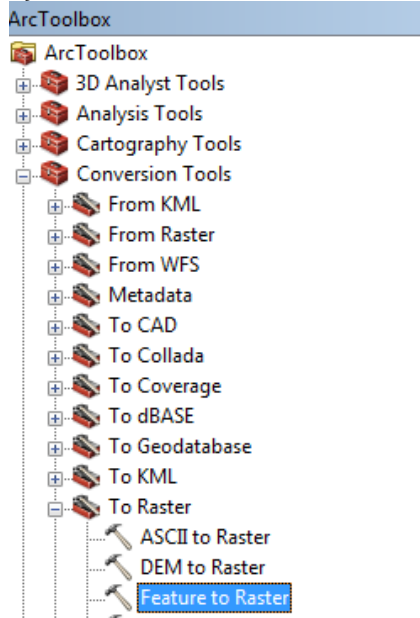 ArcToolbox
ArcToolbox
3D Analyst Tools
Analysis Tools
Cartography Tools
Conversion Tools
From KML
From Raster
From WFS
Metadata
To CAD
To Collada
To Coverage
To dBASE
To Geodatabase
To KML
To Raster
ASCII to Raster
DEM to Raster
Feature to Raster